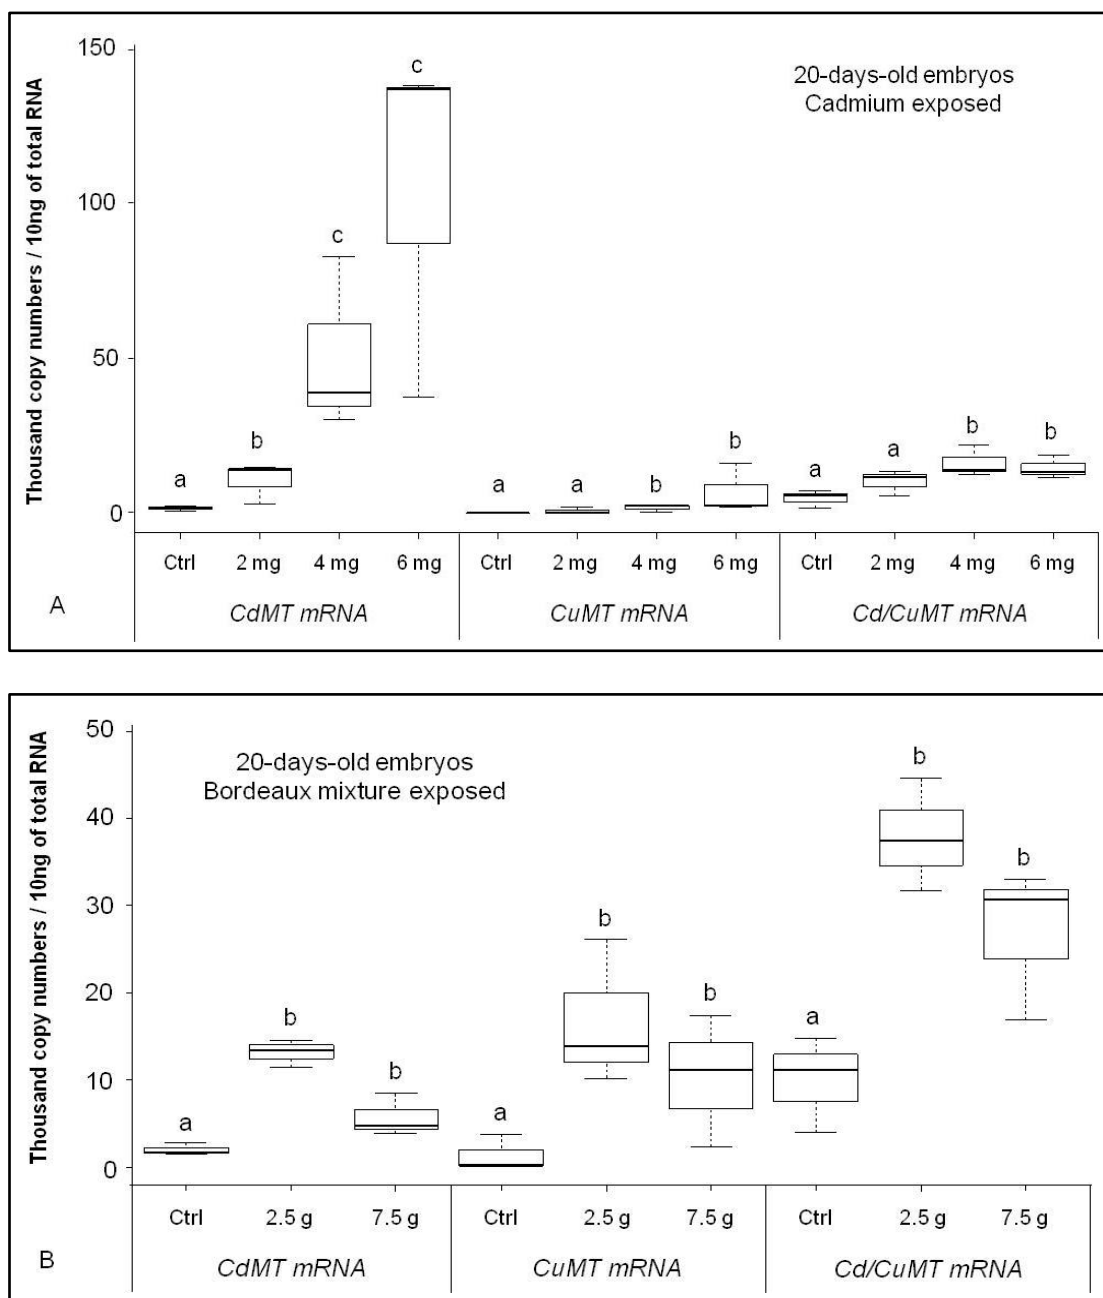 150
100
50
0
Thousand copy numbers / 10ng of total RNA
20-days-old embryos
Cadmium exposed
a
b
c
c
a
a
b
b
a
a
b
b
Ctrl 2 mg 4 mg 6 mg Ctrl 2 mg 4 mg 6 mg Ctrl 2 mg 4 mg 6 mg
A
CdMT mRNA CuMT mRNA Cd/CuMT mRNA
50
40
30
20
10
0
Thousand copy numbers / 10ng of total RNA
20-days-old embryos
Bordeaux mixture exposed
a
b
b
a
b
b
a
b
b
Ctrl 2.5 g 7.5 g Ctrl 2.5 g 7.5 g Ctrl 2.5 g 7.5 g
B
CdMT mRNA CuMT mRNA Cd/CuMT mRNA